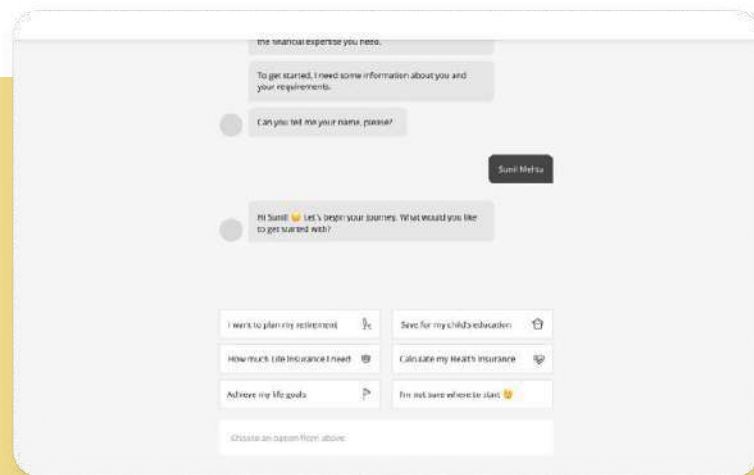 the financial expertise you need.
To get started, I need some information about you and
your requirements.
Can you tell me your name, please?
Sunil Mehta
Hi Sunil! 😊 Let's begin your journey. What would you like
to get started with?
I want to plan my retirement
Save for my child's education
How much Life Insurance I need
Calculate my Health Insurance
Achieve my life goals
I'm not sure where to start 🙁
Choose an option from above